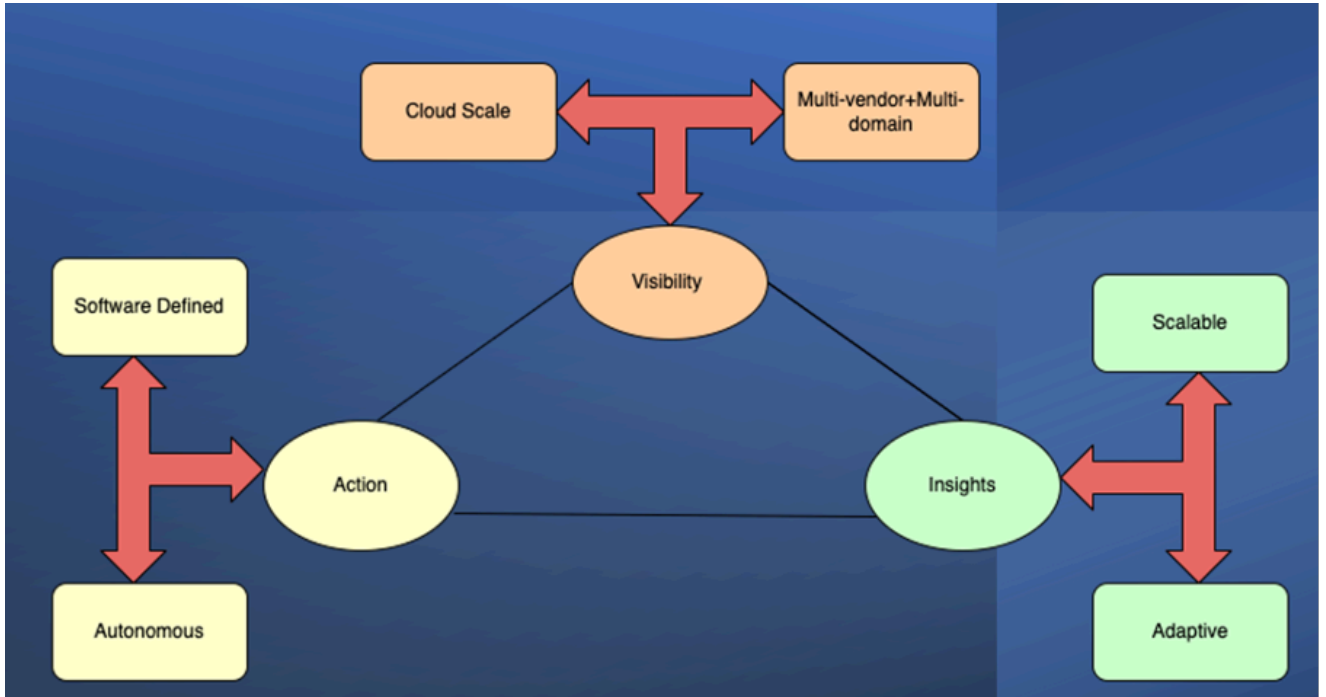 Cloud Scale
Multi-vendor+Multi-
domain
Visibility
Software Defined
Scalable
Action
Insights
Autonomous
Adaptive